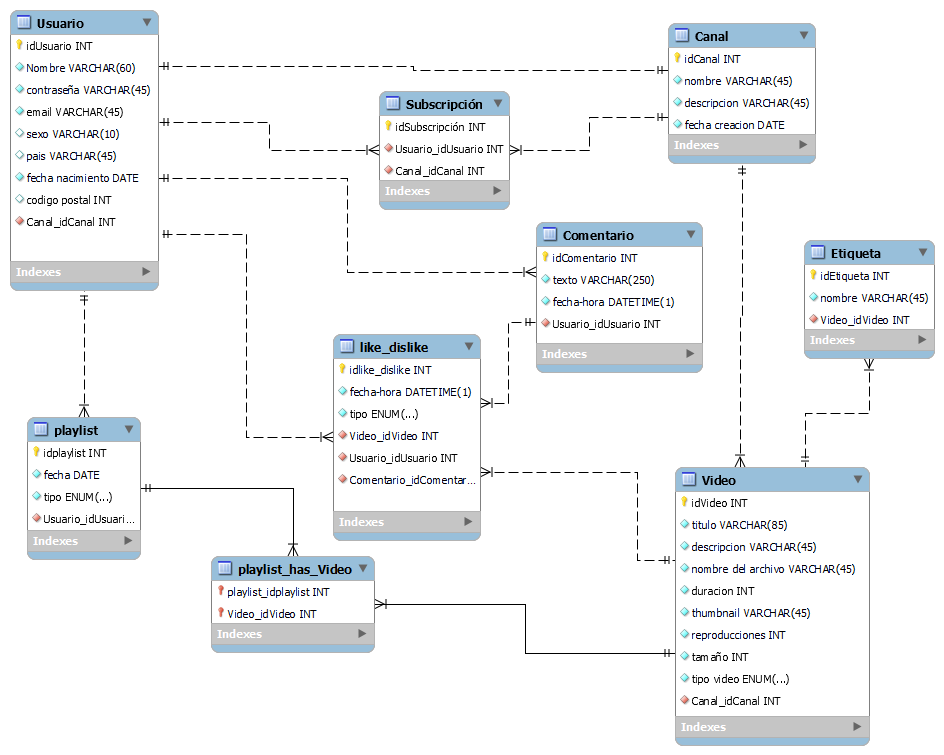 Usuario
idUsuario INT
Nombre VARCHAR(60)
contraseña VARCHAR(45)
email VARCHAR(45)
sexo VARCHAR(10)
pais VARCHAR(45)
fecha nacimiento DATE
codigo postal INT
Canal_idCanal INT
Indexes
Canal
idCanal INT
nombre VARCHAR(45)
descripcion VARCHAR(45)
fecha creacion DATE
Indexes
Subscripción
idSubscripción INT
Usuario_idUsuario INT
Canal_idCanal INT
Indexes
Comentario
idComentario INT
texto VARCHAR(250)
fecha-hora DATETIME(1)
Usuario_idUsuario INT
Indexes
Etiqueta
idEtiqueta INT
nombre VARCHAR(45)
Video_idVideo INT
Indexes
like_dislike
idlike_dislike INT
fecha-hora DATETIME(1)
tipo ENUM(...)
Video_idVideo INT
Usuario_idUsuario INT
Comentario_idComentar...
Indexes
playlist
idplaylist INT
fecha DATE
tipo ENUM(...)
Usuario_idUsuari...
Indexes
playlist_has_Video
playlist_idplaylist INT
Video_idVideo INT
Indexes
Video
idVideo INT
titulo VARCHAR(85)
descripcion VARCHAR(45)
nombre del archivo VARCHAR(45)
duracion INT
thumbnail VARCHAR(45)
reproducciones INT
tamaño INT
tipo video ENUM(...)
Canal_idCanal INT
Indexes